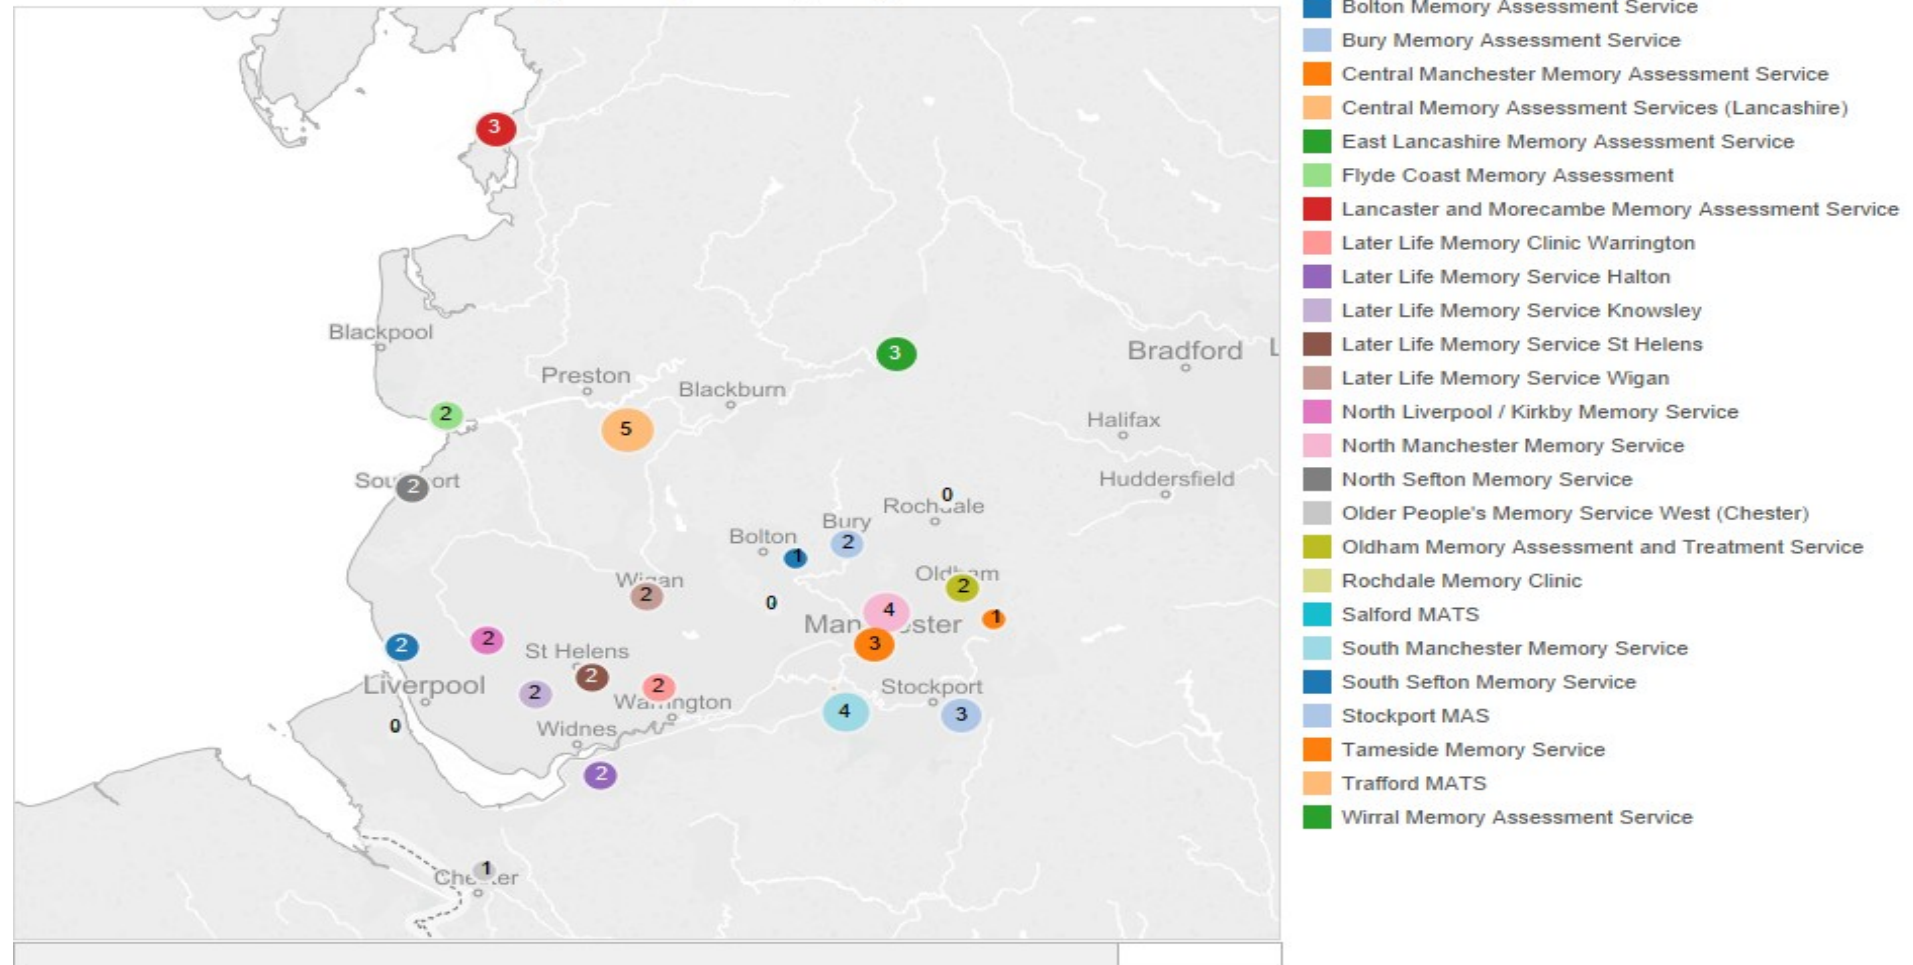 Bolton Memory Assessment Service
Bury Memory Assessment Service
Central Manchester Memory Assessment Service
Central Memory Assessment Services (Lancashire)
East Lancashire Memory Assessment Service
Flyde Coast Memory Assessment
Lancaster and Morecambe Memory Assessment Service
Later Life Memory Clinic Warrington
Later Life Memory Service Halton
Later Life Memory Service Knowsley
Later Life Memory Service St Helens
Later Life Memory Service Wigan
North Liverpool / Kirkby Memory Service
North Manchester Memory Service
North Sefton Memory Service
Older People's Memory Service West (Chester)
Oldham Memory Assessment and Treatment Service
Rochdale Memory Clinic
Salford MATS
South Manchester Memory Service
South Sefton Memory Service
Stockport MAS
Tameside Memory Service
Trafford MATS
Wirral Memory Assessment Service
3
Blackpool
3
Bradford L
Preston
Blackburn
2
5
Halifax
Southport
2
Huddersfield
0
Rochdale
Bury
Bolton
2
1
Wigan
2
0
Oldham
2
4
1
Manchester
3
2
2
St Helens
2
2
2
Liverpool
Warrington
Stockport
4
3
0
Widnes
2
1
Chester